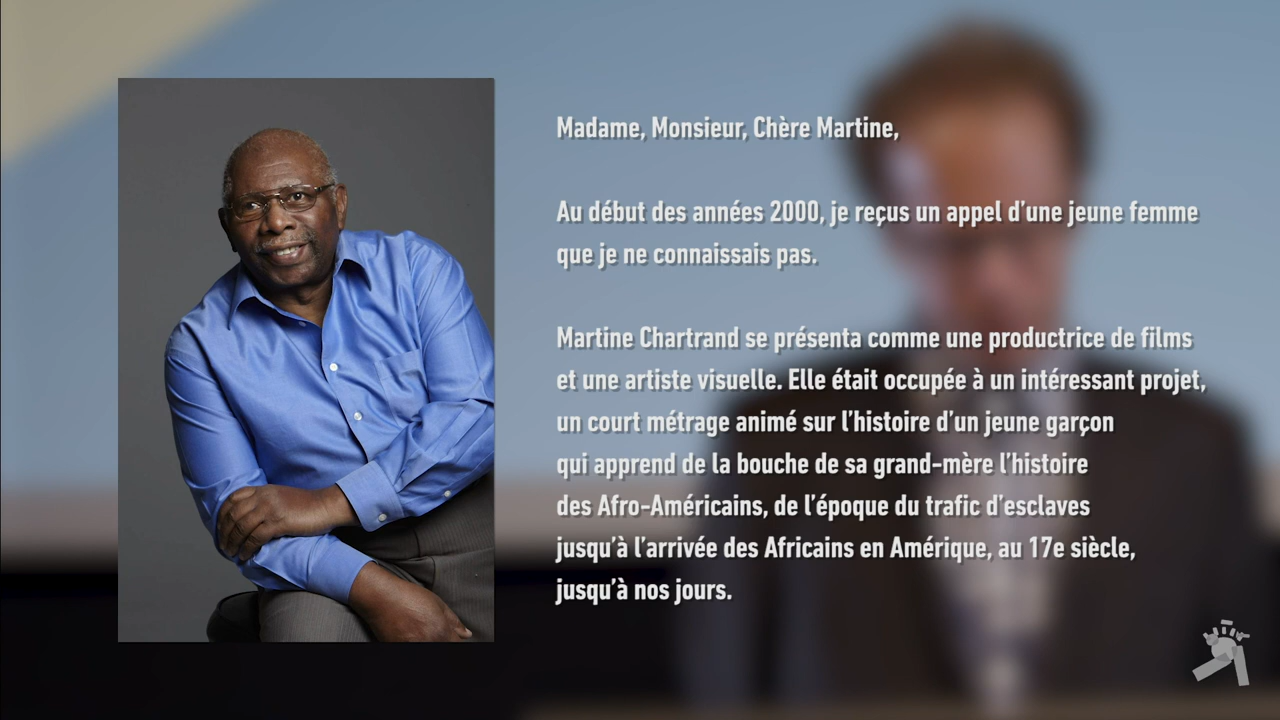 Madame, Monsieur, Chère Martine,
Au début des années 2000, je reçus un appel d'une jeune femme
que je ne connaissais pas.
Martine Chartrand se présenta comme une productrice de films
et une artiste visuelle. Elle était occupée à un intéressant projet,
un court métrage animé sur l'histoire d'un jeune garçon
qui apprend de la bouche de sa grand-mère l'histoire
des Afro-Américains, de l'époque du trafic d'esclaves
jusqu'à l'arrivée des Africains en Amérique, au 17e siècle,
jusqu'à nos jours.